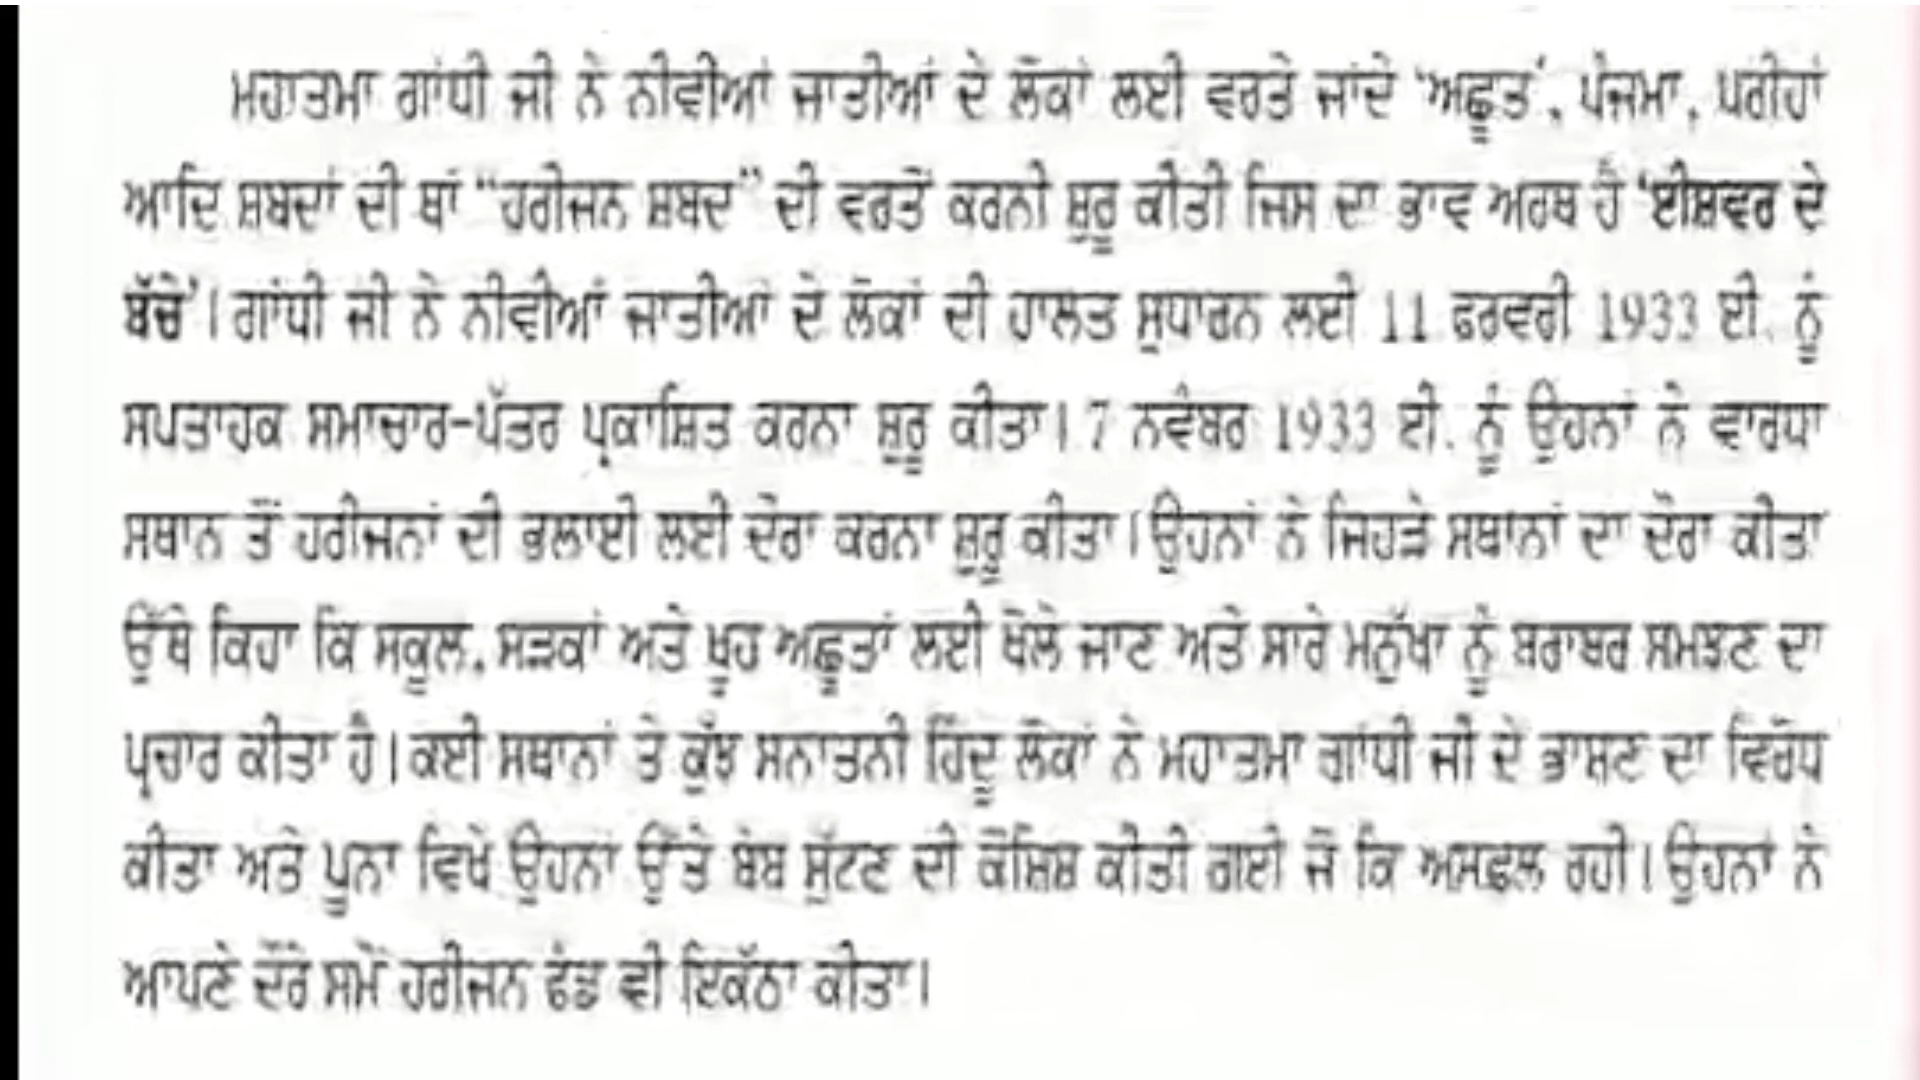 ਮਹਾਤਮਾ ਗਾਂਧੀ ਜੀ ਨੇ ਨੀਵੀਆਂ ਜਾਤੀਆਂ ਦੇ ਲੋਕਾਂ ਲਈ ਵਰਤੇ ਜਾਂਦੇ 'ਅਛੂਤ', ਪੰਜਮਾ, ਪਰੀਹਾਂ
ਆਦਿ ਸ਼ਬਦਾਂ ਦੀ ਥਾਂ "ਹਰੀਜਨ ਸ਼ਬਦ" ਦੀ ਵਰਤੋਂ ਕਰਨੀ ਸ਼ੁਰੂ ਕੀਤੀ ਜਿਸ ਦਾ ਭਾਵ ਅਰਥ ਹੈ 'ਈਸ਼ਵਰ ਦੇ
ਬੱਚੇ'। ਗਾਂਧੀ ਜੀ ਨੇ ਨੀਵੀਆਂ ਜਾਤੀਆਂ ਦੇ ਲੋਕਾਂ ਦੀ ਹਾਲਤ ਸੁਧਾਰਨ ਲਈ 11 ਫਰਵਰੀ 1933 ਈ. ਨੂੰ
ਸਪਤਾਹਕ ਸਮਾਚਾਰ-ਪੱਤਰ ਪ੍ਰਕਾਸ਼ਿਤ ਕਰਨਾ ਸ਼ੁਰੂ ਕੀਤਾ। 7 ਨਵੰਬਰ 1933 ਈ. ਨੂੰ ਉਹਨਾਂ ਨੇ ਵਾਰਧਾ
ਸਥਾਨ ਤੋਂ ਹਰੀਜਨਾਂ ਦੀ ਭਲਾਈ ਲਈ ਦੌਰਾ ਕਰਨਾ ਸ਼ੁਰੂ ਕੀਤਾ। ਉਹਨਾਂ ਨੇ ਜਿਹੜੇ ਸਥਾਨਾਂ ਦਾ ਦੌਰਾ ਕੀਤਾ
ਉੱਥੇ ਕਿਹਾ ਕਿ ਸਕੂਲ, ਸੜਕਾਂ ਅਤੇ ਖੂਹ ਅਛੂਤਾਂ ਲਈ ਖੋਲੇ ਜਾਣ ਅਤੇ ਸਾਰੇ ਮਨੁੱਖਾ ਨੂੰ ਬਰਾਬਰ ਸਮਝਣ ਦਾ
ਪ੍ਰਚਾਰ ਕੀਤਾ ਹੈ। ਕਈ ਸਥਾਨਾਂ ਤੇ ਕੁੱਝ ਸਨਾਤਨੀ ਹਿੰਦੂ ਲੋਕਾਂ ਨੇ ਮਹਾਤਮਾ ਗਾਂਧੀ ਜੀ ਦੇ ਭਾਸ਼ਣ ਦਾ ਵਿਰੋਧ
ਕੀਤਾ ਅਤੇ ਪੂਨਾ ਵਿਖੇ ਉਹਨਾਂ ਉੱਤੇ ਬੰਬ ਸੁੱਟਣ ਦੀ ਕੋਸ਼ਿਸ਼ ਕੀਤੀ ਗਈ ਜੋ ਕਿ ਅਸਫ਼ਲ ਰਹੀ। ਉਹਨਾਂ ਨੇ
ਆਪਣੇ ਦੌਰੇ ਸਮੇਂ ਹਰੀਜਨ ਫੰਡ ਵੀ ਇਕੱਠਾ ਕੀਤਾ।